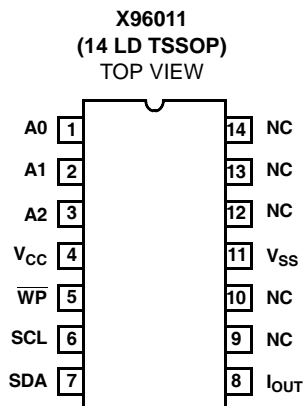 X96011
(14 LD TSSOP)
TOP VIEW
A0 1 14 NC
A1 2 13 NC
A2 3 12 NC
VCC 4 11 VSS
W̅P̅ 5 10 NC
SCL 6 9 NC
SDA 7 8 IOUT